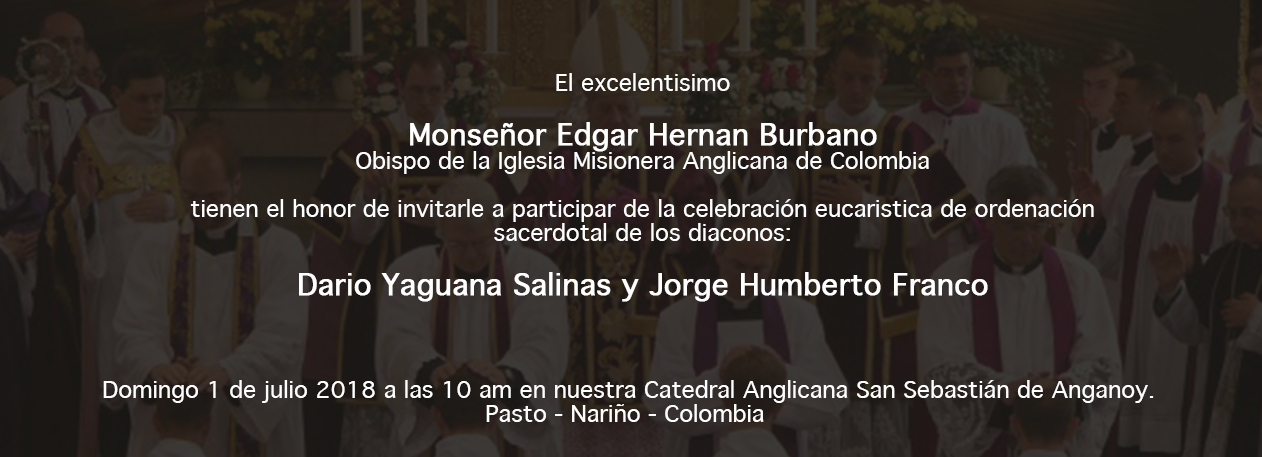 El excelentisimo
Monseñor Edgar Hernan Burbano
Obispo de la Iglesia Misionera Anglicana de Colombia
tienen el honor de invitarle a participar de la celebración eucaristica de ordenación
sacerdotal de los diaconos:
Dario Yaguana Salinas y Jorge Humberto Franco
Domingo 1 de julio 2018 a las 10 am en nuestra Catedral Anglicana San Sebastián de Anganoy.
Pasto - Nariño - Colombia